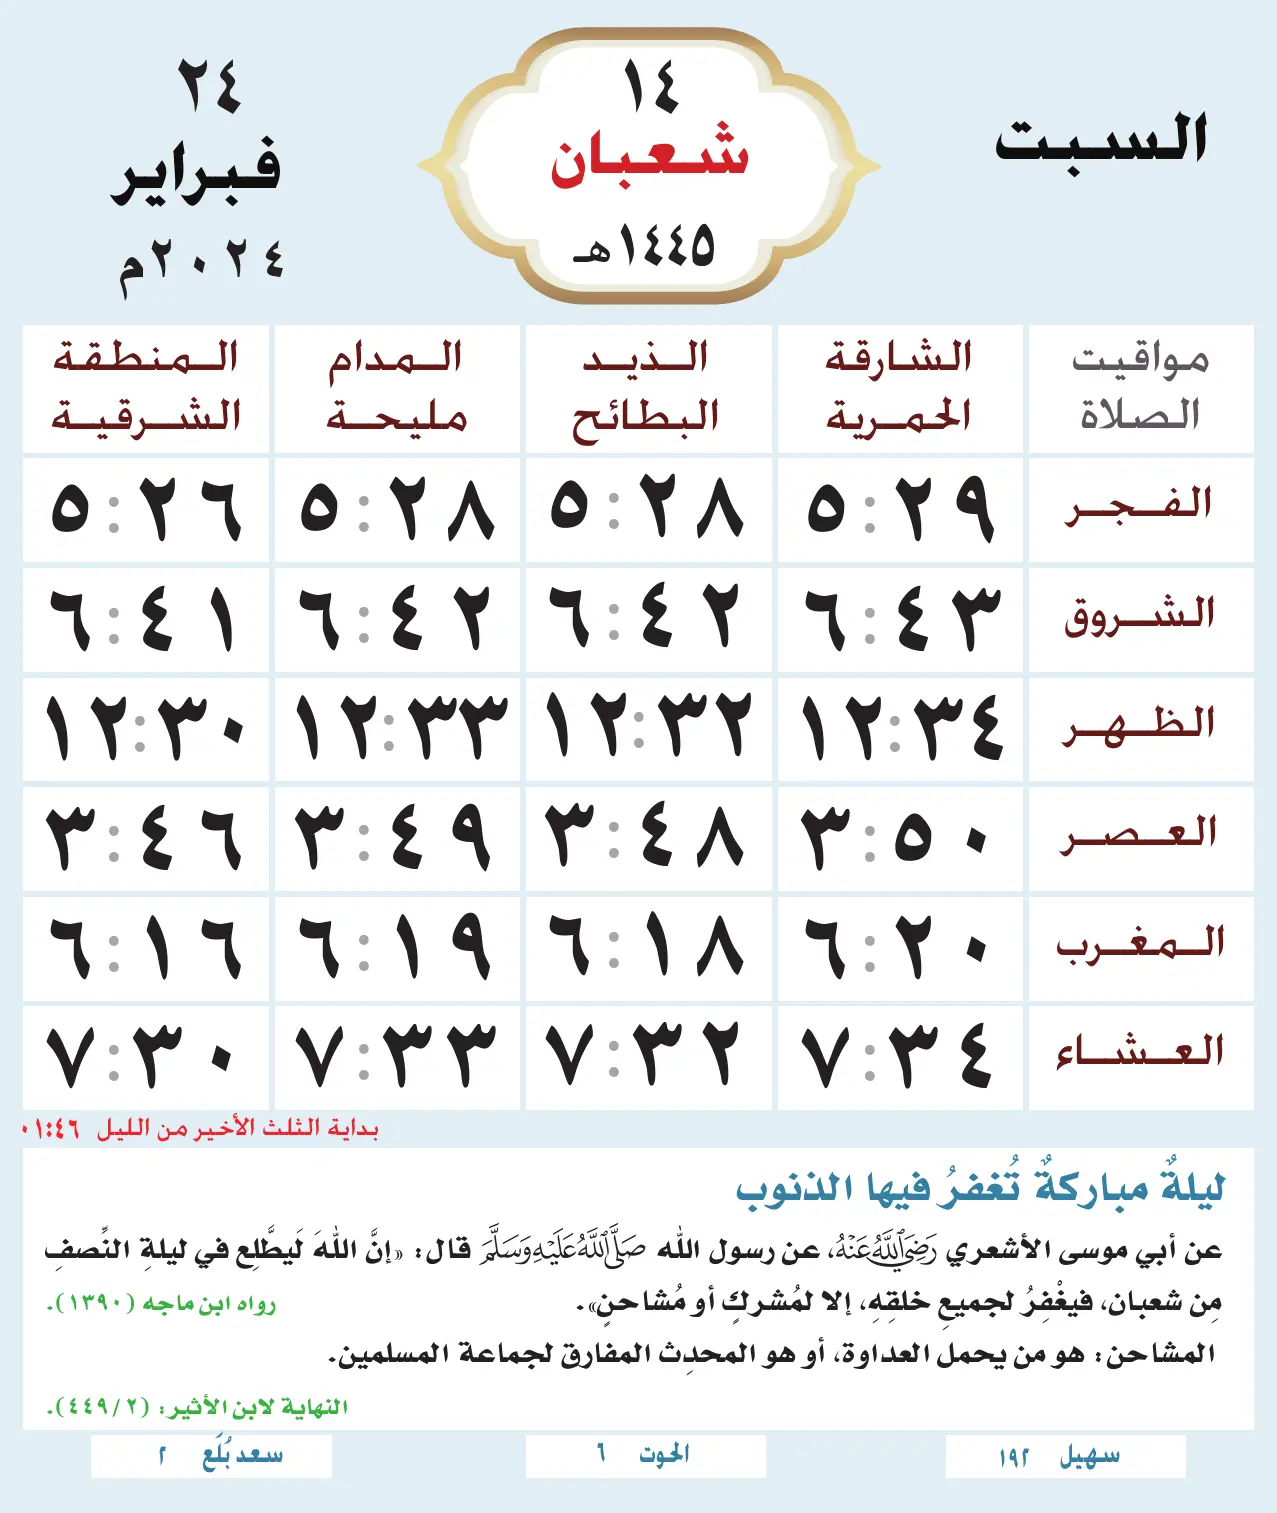 السبت
١٤
شعبان
١٤٤٥هـ
٢٤
فبراير
٢٠٢٤م
مواقيت الصلاة	الشارقة الحمرية	الذيد البطائح	المدام مليحة	المنطقة الشرقية
الفجر	٥:٢٩	٥:٢٨	٥:٢٨	٥:٢٦
الشروق	٦:٤٣	٦:٤٢	٦:٤٢	٦:٤١
الظهر	١٢:٣٤	١٢:٣٢	١٢:٣٣	١٢:٣٠
العصر	٣:٥٠	٣:٤٨	٣:٤٩	٣:٤٦
المغرب	٦:٢٠	٦:١٨	٦:١٩	٦:١٦
العشاء	٧:٣٤	٧:٣٢	٧:٣٣	٧:٣٠
بداية الثلث الأخير من الليل ٠١:٤٦
ليلةٌ مباركةٌ تُغفرُ فيها الذنوب
عن أبي موسى الأشعري رَضِيَ اللَّهُ عَنْهُ، عن رسول الله صَلَّى اللَّهُ عَلَيْهِ وَسَلَّمَ قال: «إنَّ اللهَ لَيطَّلِع في ليلةِ النِّصفِ
مِن شعبان، فيغْفِرُ لجميعِ خلقِهِ، إلا لمُشركٍ أو مُشاحنٍ». رواه ابن ماجه (١٣٩٠).
المشاحن: هو من يحمل العداوة، أو هو المحدِث المفارق لجماعة المسلمين.
النهاية لابن الأثير: (٢/ ٤٤٩).
سهيل ١٩٢
الحوت ٦
سعد بُلَع ٢